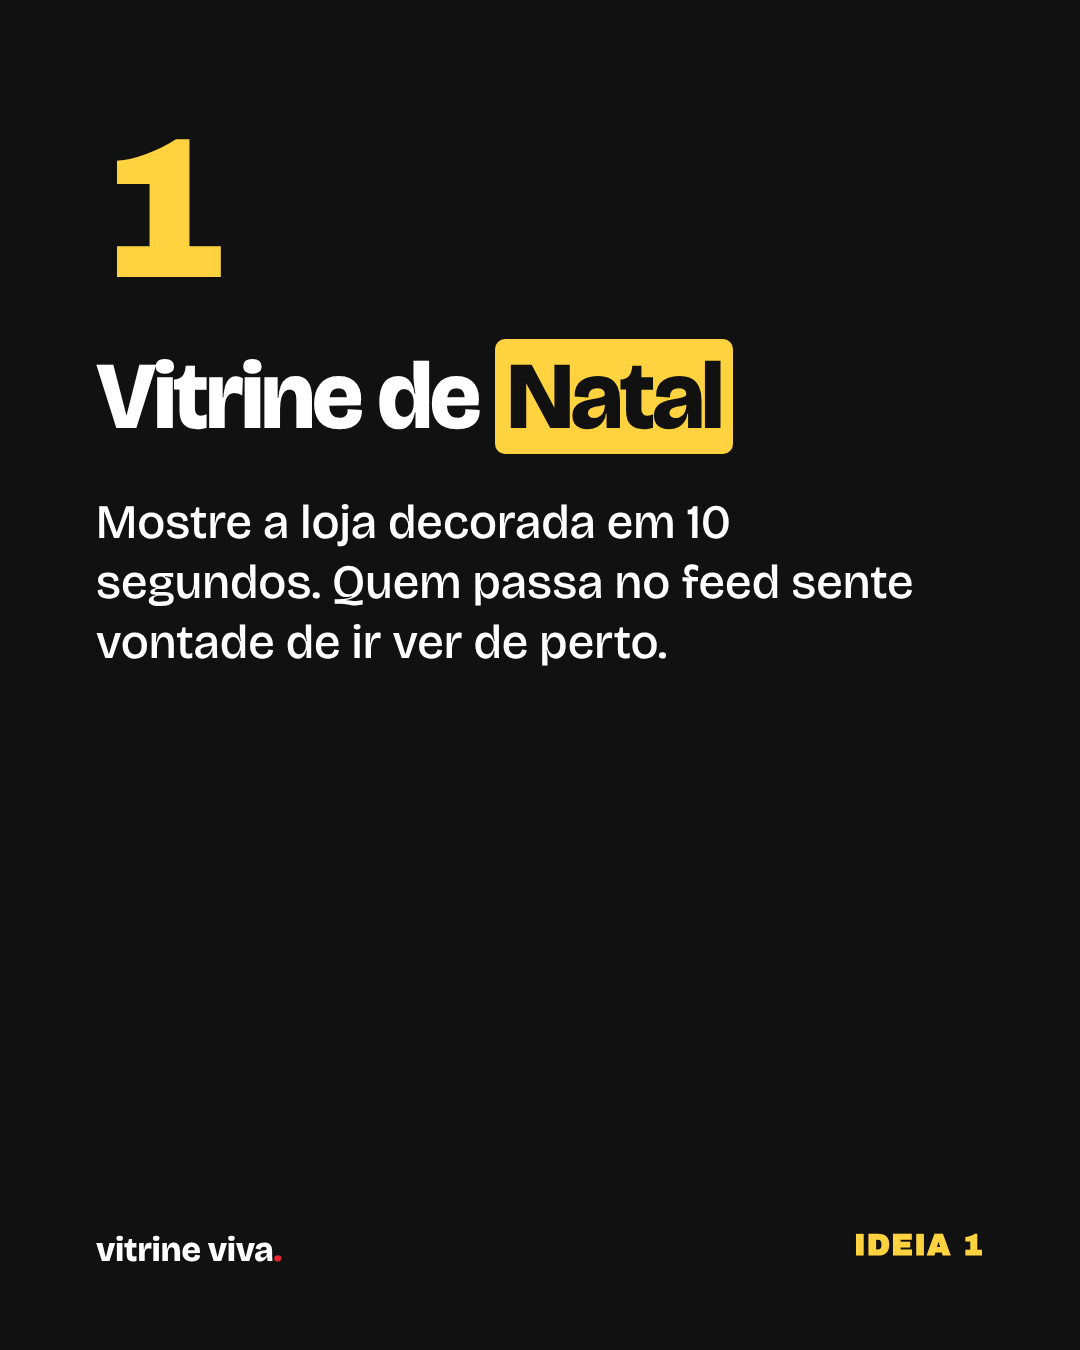 1
Vitrine de Natal
Mostre a loja decorada em 10
segundos. Quem passa no feed sente
vontade de ir ver de perto.
vitrine viva.
IDEIA 1